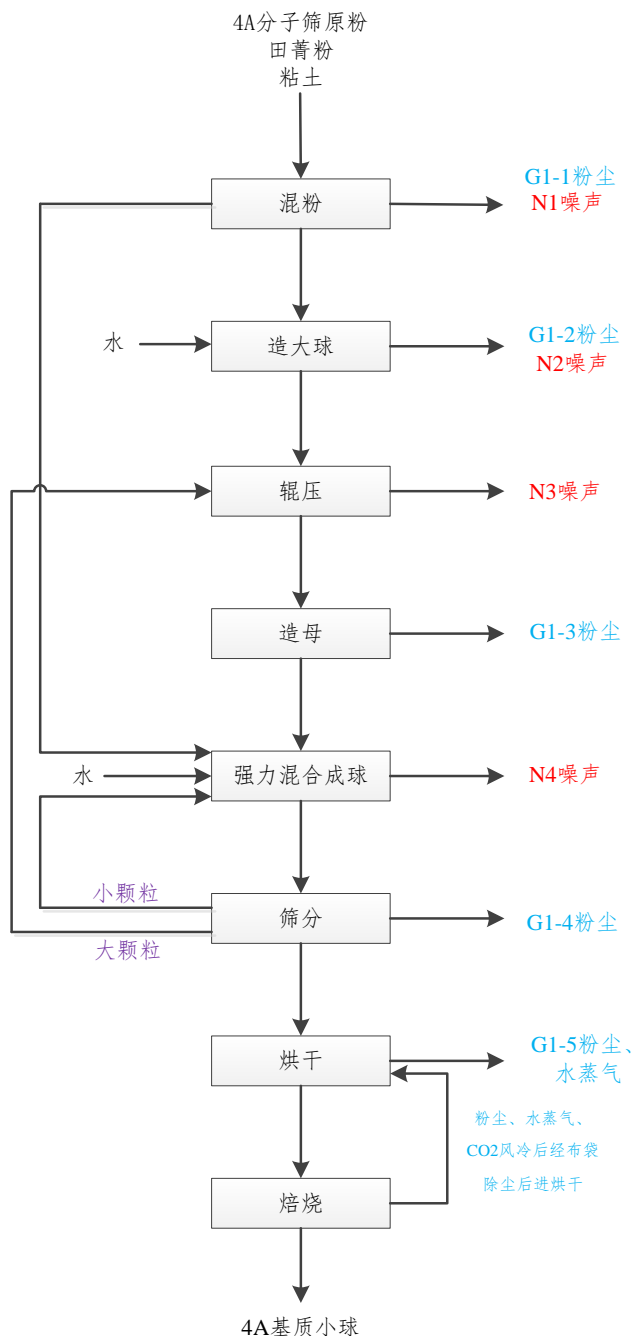 4A分子筛原粉
田菁粉
粘土
混粉
G1-1粉尘
N1噪声
水
造大球
G1-2粉尘
N2噪声
辊压
N3噪声
造母
G1-3粉尘
水
强力混合成球
N4噪声
小颗粒
大颗粒
筛分
G1-4粉尘
烘干
G1-5粉尘、
水蒸气
粉尘、水蒸气、
CO2风冷后经布袋
除尘后进烘干
焙烧
4A基质小球